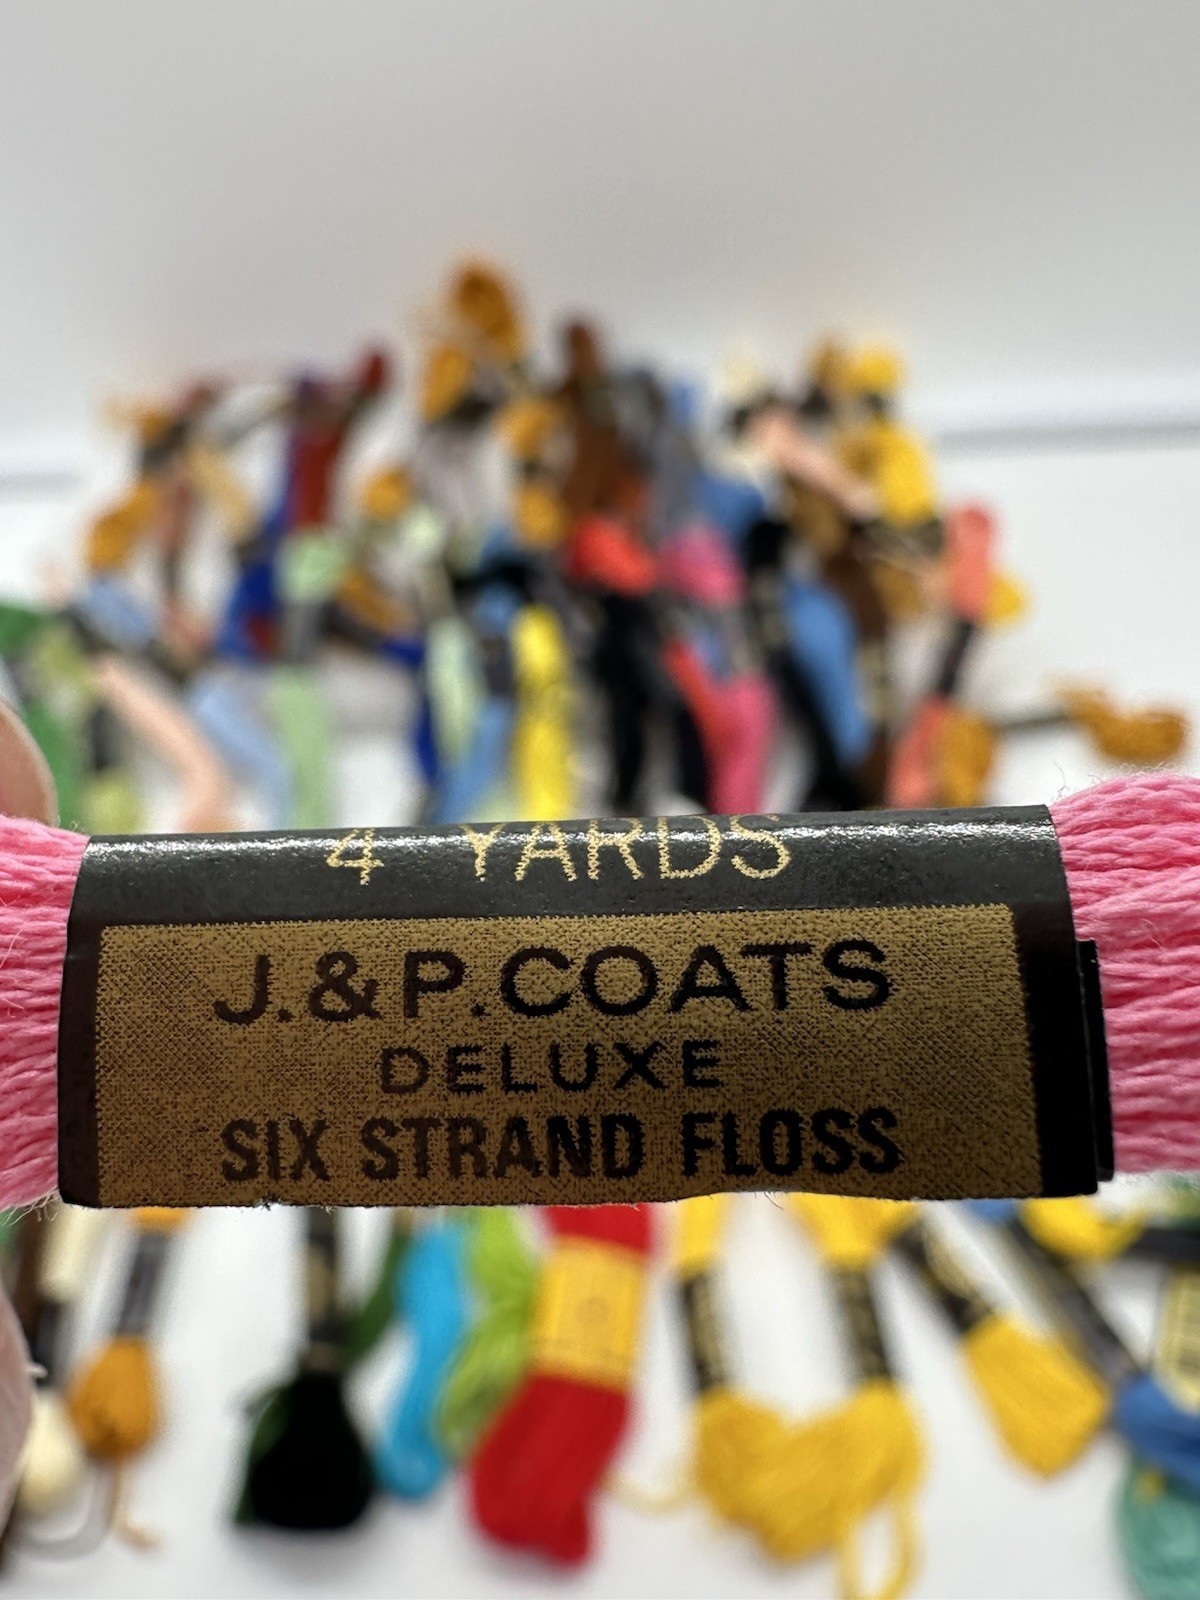 4 YARDS
J.&P.COATS
DELUXE
SIX STRAND FLOSS